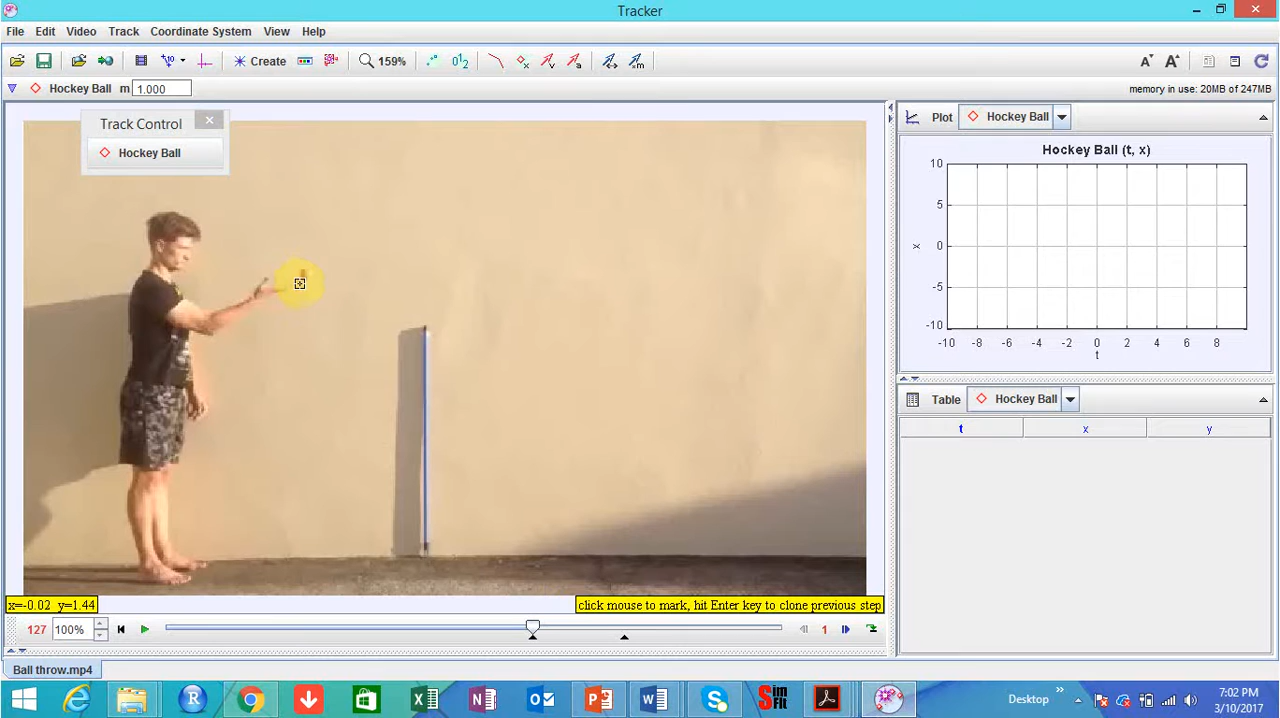 Tracker
File Edit Video Track Coordinate System View Help
Create 159%
Hockey Ball m 1.000 memory in use: 20MB of 247MB
Track Control
Hockey Ball
Plot Hockey Ball
Hockey Ball (t, x)
10
5
0
-5
-10
x
-10 -8 -6 -4 -2 0 2 4 6 8
t
Table Hockey Ball
t x y
x=-0.02 y=1.44 click mouse to mark, hit Enter key to clone previous step
127 100% 1
Ball throw.mp4
Desktop
7:02 PM
3/10/2017